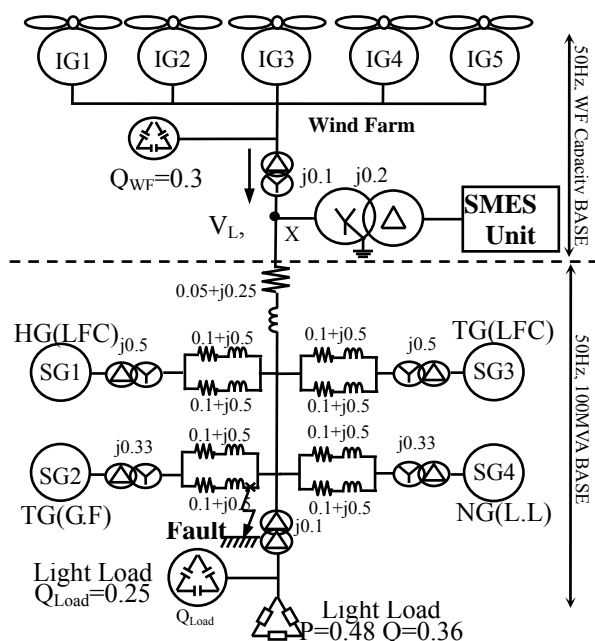 IG1 IG2 IG3 IG4 IG5
Wind Farm
50Hz, WF Capacity BASE
QWF=0.3
j0.1
j0.2
SMES
Unit
VL,
X
0.05+j0.25
HG(LFC)
TG(LFC)
j0.5
0.1+j0.5
0.1+j0.5
j0.5
SG1
SG3
0.1+j0.5
0.1+j0.5
50Hz, 100MVA BASE
j0.33
0.1+j0.5
0.1+j0.5
j0.33
SG2
SG4
0.1+j0.5
0.1+j0.5
TG(G.F)
NG(L.L)
Fault
j0.1
Light Load
QLoad=0.25
QLoad
Light Load
P=0.48 Q=0.36